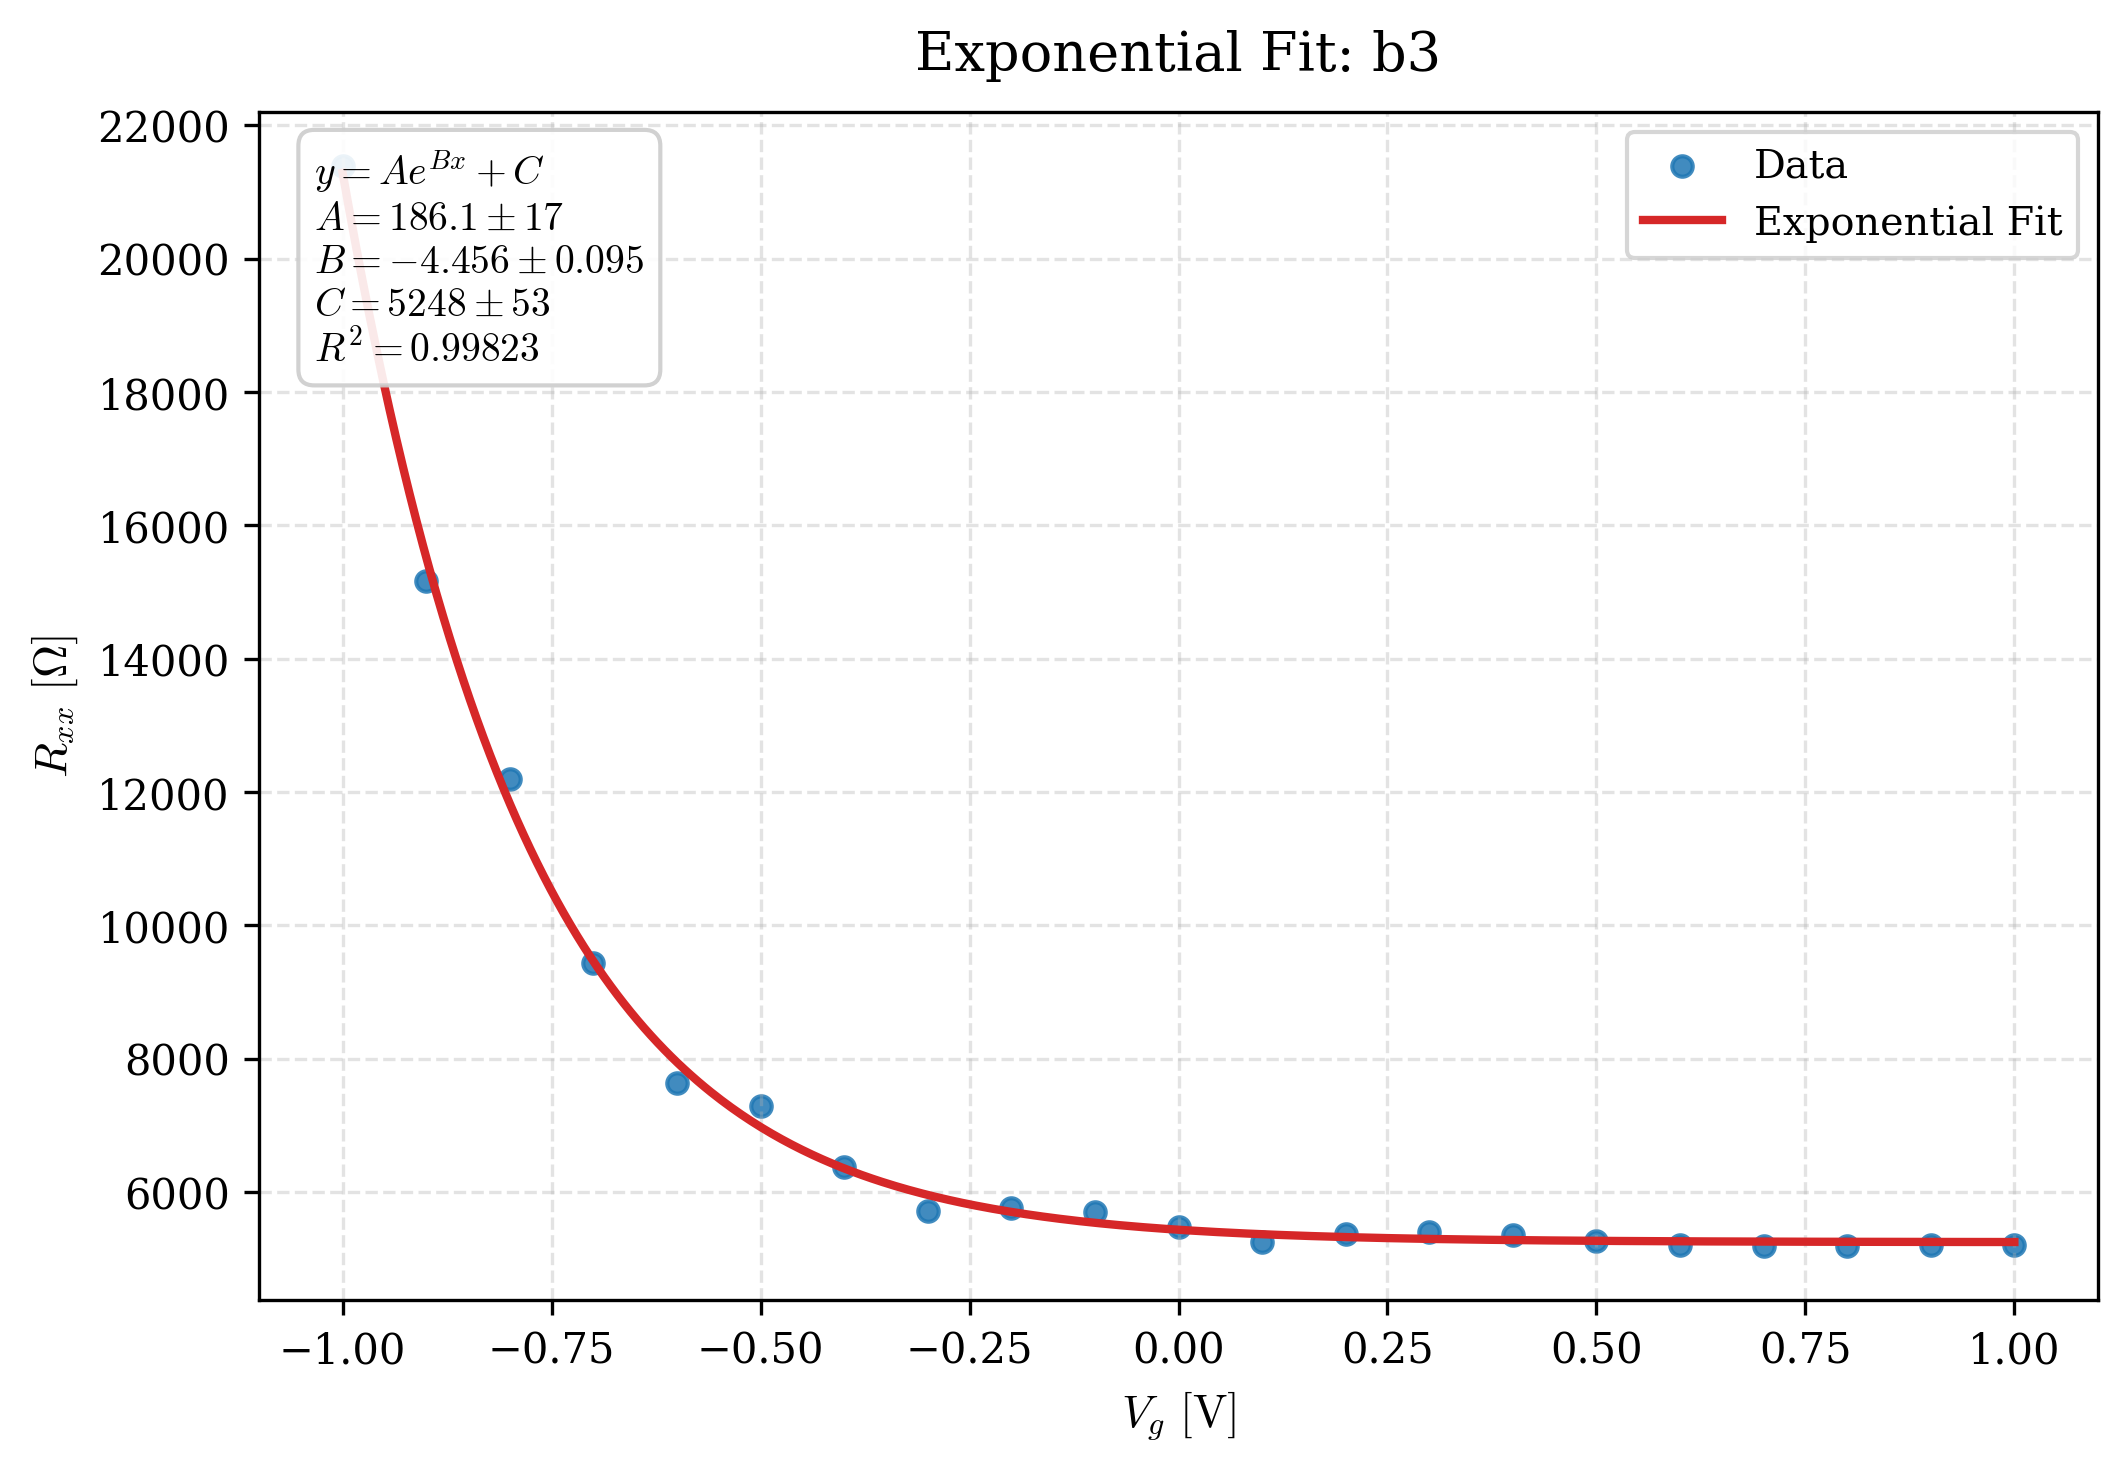 Exponential Fit: b3
22000
20000
18000
16000
14000
12000
10000
8000
6000
R_{xx} [Ω]
y = Ae^{Bx} + C
A = 186.1 ± 17
B = −4.456 ± 0.095
C = 5248 ± 53
R² = 0.99823
Data
Exponential Fit
−1.00 −0.75 −0.50 −0.25 0.00 0.25 0.50 0.75 1.00
V_g [V]